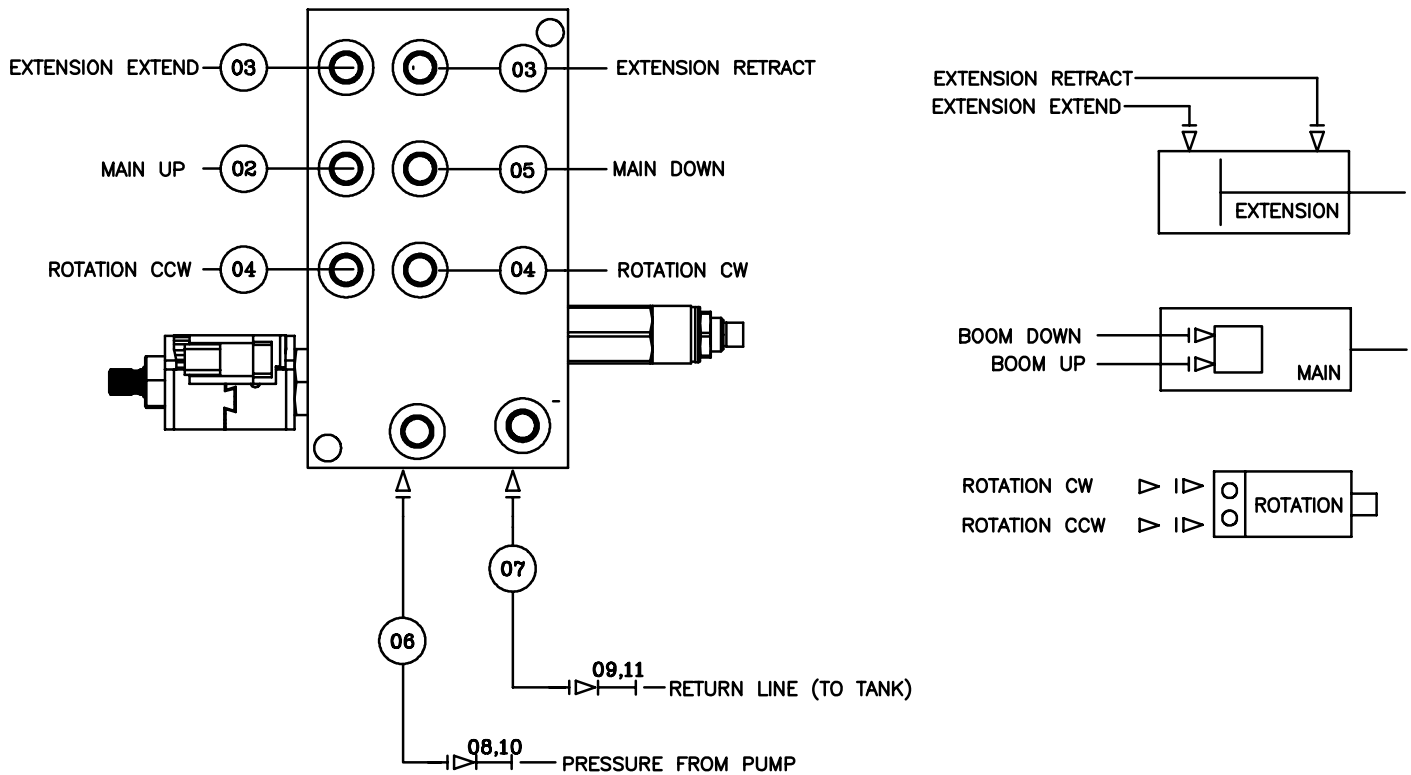 EXTENSION EXTEND 03 03 EXTENSION RETRACT
MAIN UP 02 05 MAIN DOWN
ROTATION CCW 04 04 ROTATION CW
07
06
09,11
RETURN LINE (TO TANK)
08,10
PRESSURE FROM PUMP
EXTENSION RETRACT
EXTENSION EXTEND
EXTENSION
BOOM DOWN
BOOM UP
MAIN
ROTATION CW
ROTATION CCW
ROTATION